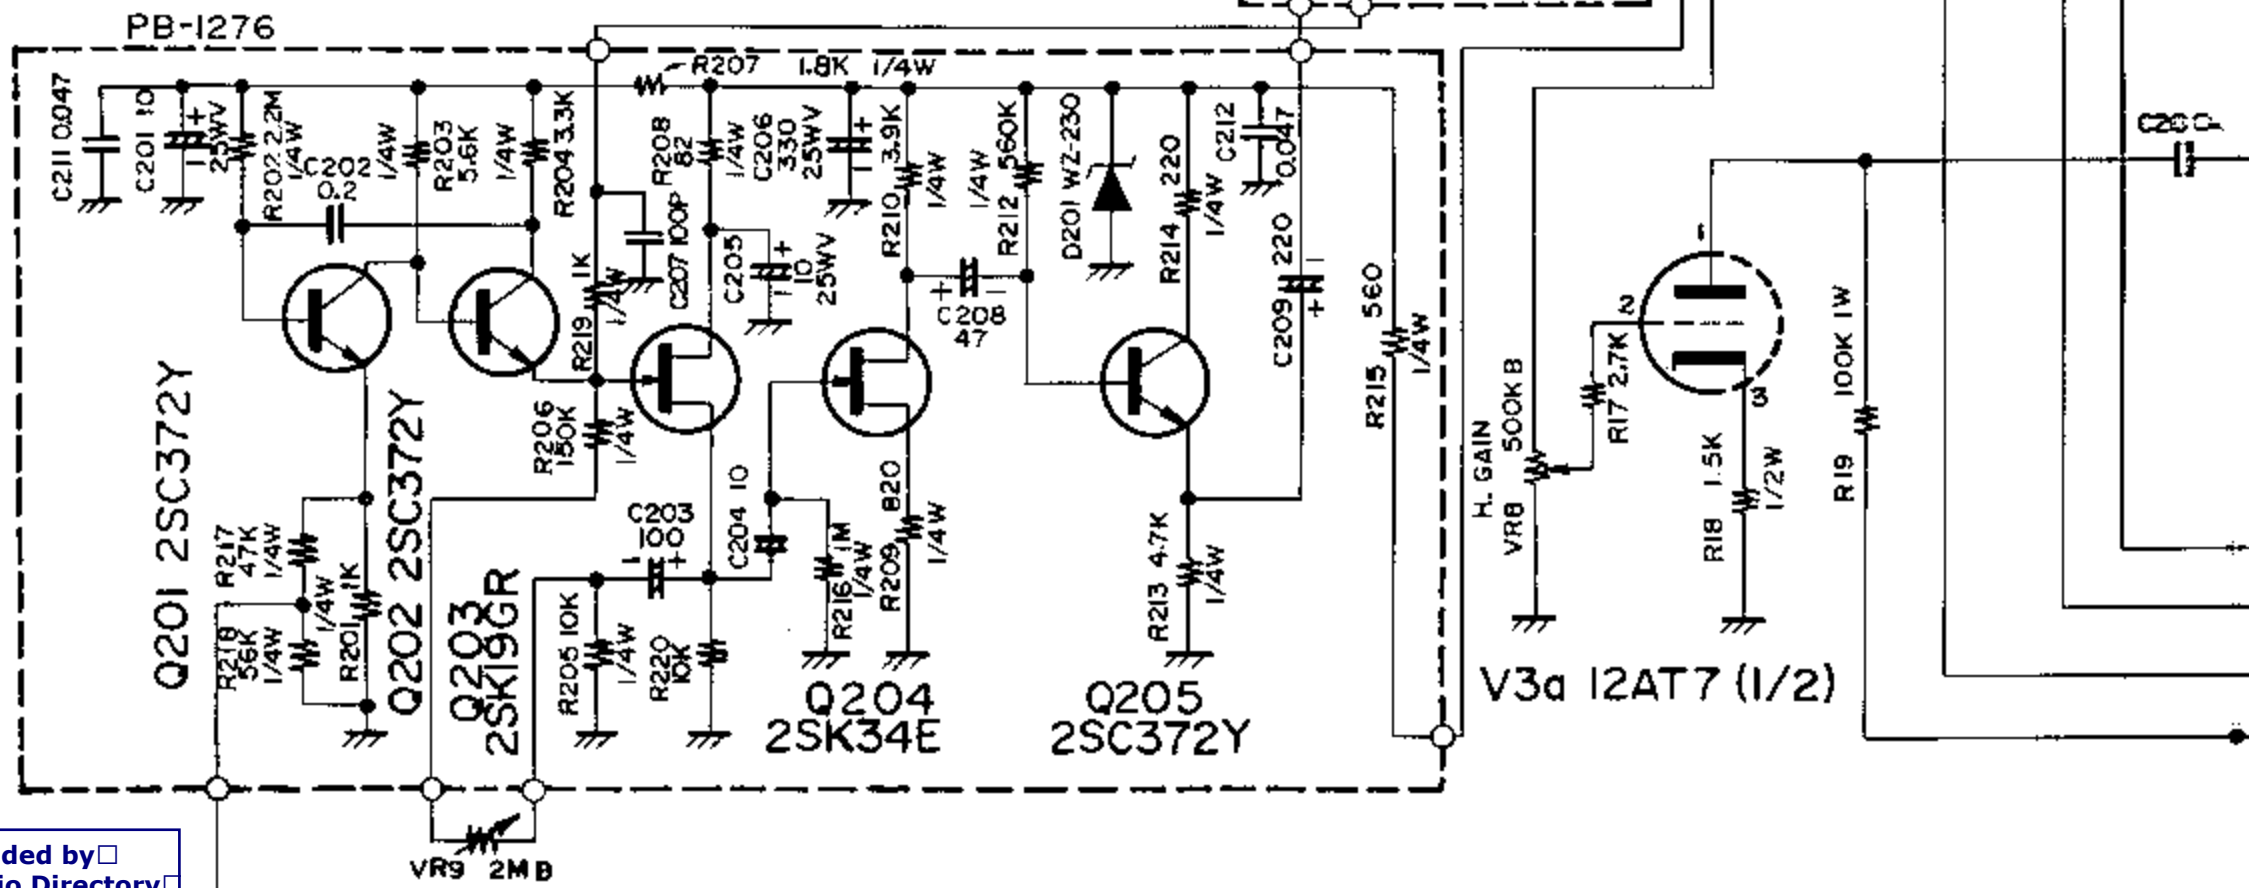 PB-1276
C211 0.047
C201 10
+
25WV
R202 2.2M
1/4W
C202
0.2
1/4W
R203
5.6K
1/4W
R204 3.3K
R207 1.8K 1/4W
R208
82
1/4W
C206
330
25WV
+
R210 3.9K
1/4W
1/4W
R212 560K
D201 WZ-230
R214 220
1/4W
C212
0.047
C207 100P
R219 1K
1/4W
C205
+
10
25WV
+ −
C208
47
C209 220
−
+
R215 560
1/4W
R206
150K
1/4W
Q201 2SC372Y
Q202 2SC372Y
Q203
2SK19GR
C203
100
− +
C204 10
R217
47K
1/4W
R218
56K
1/4W
1/4W
R201 1K
R205 10K
1/4W
R220
10K
R216 1M
1/4W
R209 820
1/4W
R213 4.7K
1/4W
Q204
2SK34E
Q205
2SC372Y
VR9 2MB
H. GAIN
VR8 500KB
R17 2.7K
1
2
3
R18 1.5K
1/2W
R19 100K 1W
V3a 12AT7 (1/2)
ded by□
io Directory□